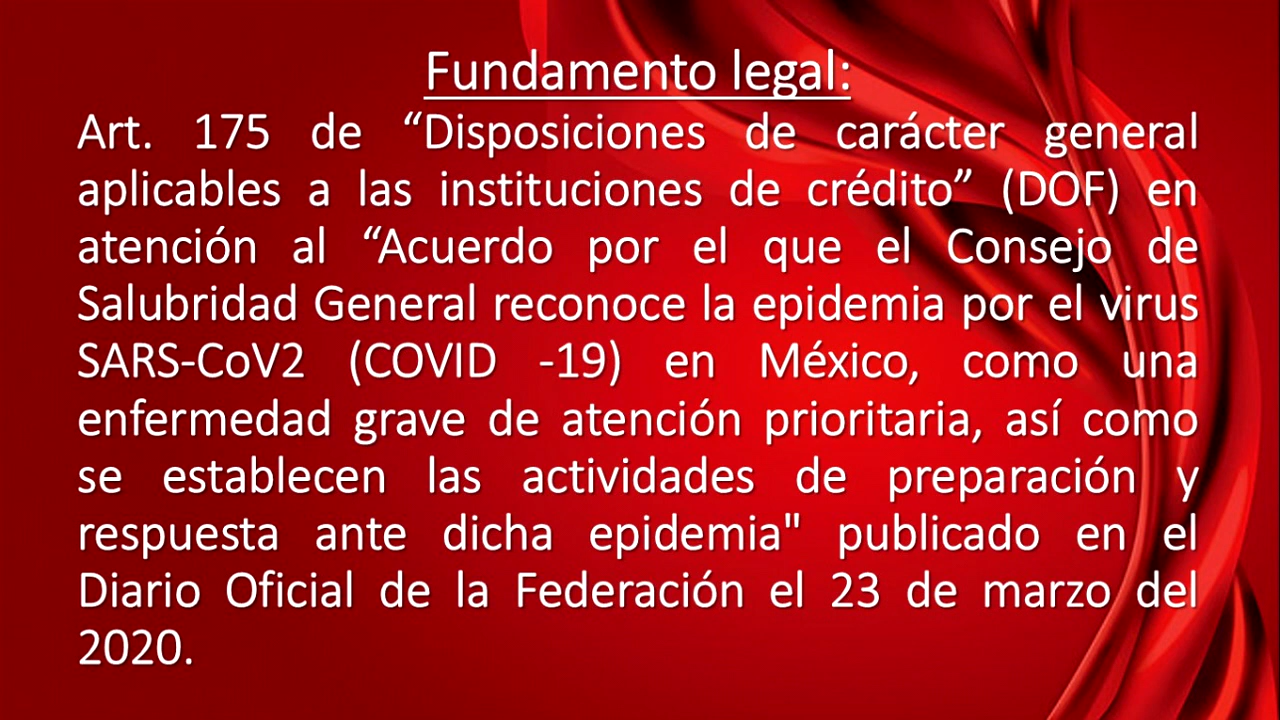 Fundamento legal:
Art. 175 de “Disposiciones de carácter general
aplicables a las instituciones de crédito” (DOF) en
atención al “Acuerdo por el que el Consejo de
Salubridad General reconoce la epidemia por el virus
SARS-CoV2 (COVID -19) en México, como una
enfermedad grave de atención prioritaria, así como
se establecen las actividades de preparación y
respuesta ante dicha epidemia" publicado en el
Diario Oficial de la Federación el 23 de marzo del
2020.